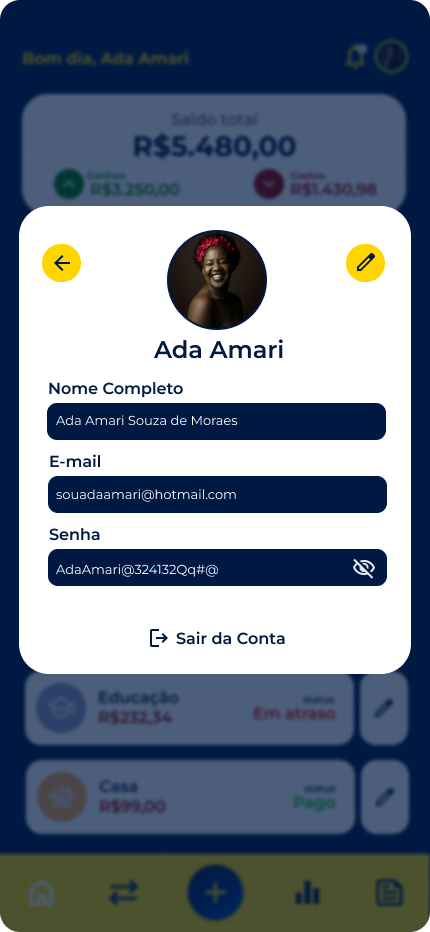 Bom dia, Ada Amari
Saldo total
R$5.480,00
Ganhos
R$3.250,00
Gastos
R$1.430,98
Ada Amari
Nome Completo
Ada Amari Souza de Moraes
E-mail
souadaamari@hotmail.com
Senha
AdaAmari@324132Qq#@
Sair da Conta
Educação
R$232,34
status
Em atraso
Casa
R$99,00
status
Pago